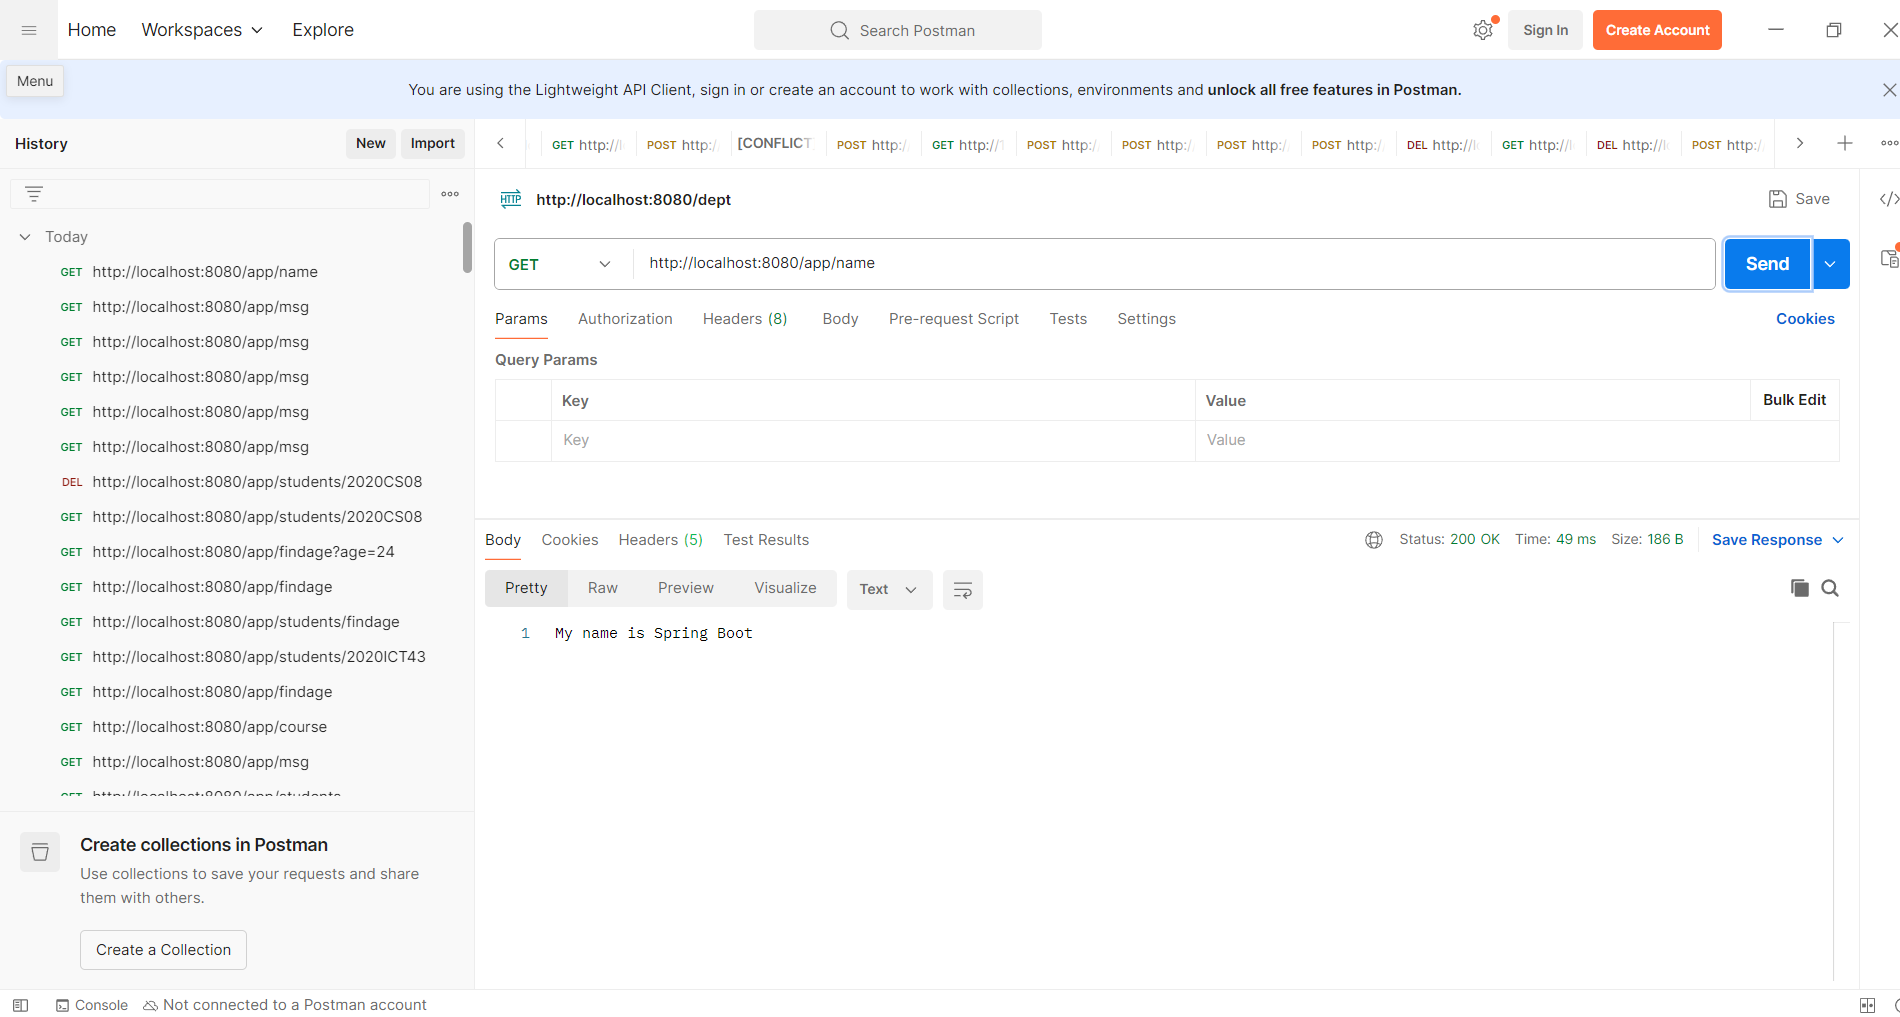 Home
Workspaces
Explore
Search Postman
Sign In
Create Account
Menu
You are using the Lightweight API Client, sign in or create an account to work with collections, environments and unlock all free features in Postman.
History
New
Import
GET http://l
POST http:/
[CONFLICT
POST http:/
GET http://1
POST http:/
POST http:/
POST http:/
POST http:/
DEL http://l
GET http://l
DEL http://l
POST http:/
HTTP http://localhost:8080/dept
Save
Today
GET http://localhost:8080/app/name
GET http://localhost:8080/app/msg
GET http://localhost:8080/app/msg
GET http://localhost:8080/app/msg
GET http://localhost:8080/app/msg
GET http://localhost:8080/app/msg
DEL http://localhost:8080/app/students/2020CS08
GET http://localhost:8080/app/students/2020CS08
GET http://localhost:8080/app/findage?age=24
GET http://localhost:8080/app/findage
GET http://localhost:8080/app/students/findage
GET http://localhost:8080/app/students/2020ICT43
GET http://localhost:8080/app/findage
GET http://localhost:8080/app/course
GET http://localhost:8080/app/msg
GET http://localhost:8080/app/students
Create collections in Postman
Use collections to save your requests and share
them with others.
Create a Collection
GET
http://localhost:8080/app/name
Send
Params
Authorization
Headers (8)
Body
Pre-request Script
Tests
Settings
Cookies
Query Params
Key
Value
Bulk Edit
Key
Value
Body
Cookies
Headers (5)
Test Results
Status: 200 OK
Time: 49 ms
Size: 186 B
Save Response
Pretty
Raw
Preview
Visualize
Text
1 My name is Spring Boot
Console
Not connected to a Postman account